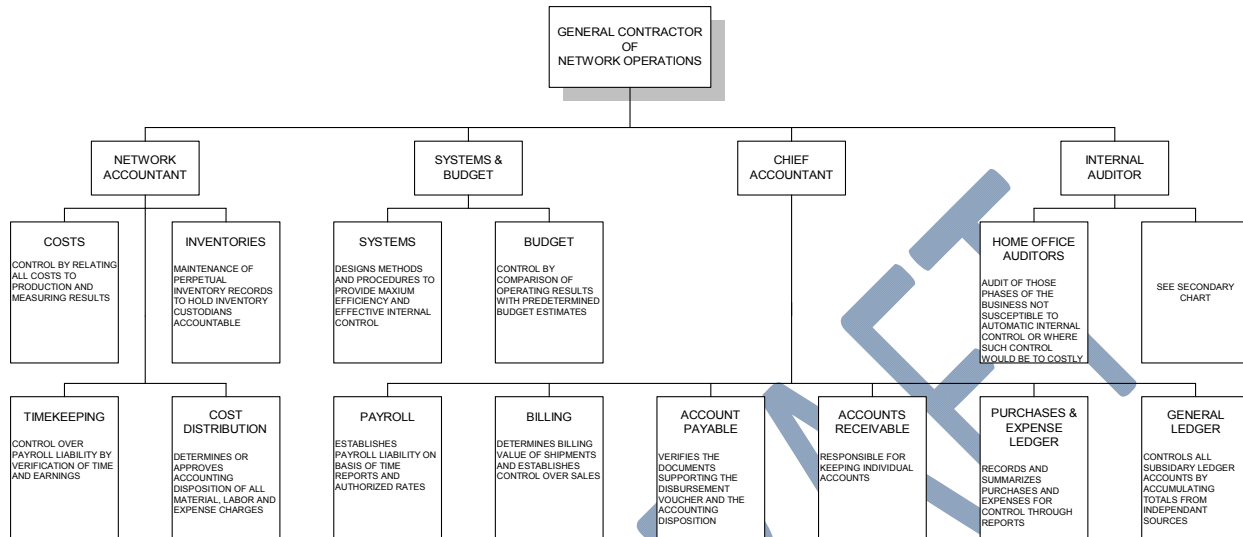 GENERAL CONTRACTOR
OF
NETWORK OPERATIONS
NETWORK
ACCOUNTANT
SYSTEMS &
BUDGET
CHIEF
ACCOUNTANT
INTERNAL
AUDITOR
COSTS
CONTROL BY RELATING
ALL COSTS TO
PRODUCTION AND
MEASURING RESULTS
INVENTORIES
MAINTENANCE OF
PERPETUAL
INVENTORY RECORDS
TO HOLD INVENTORY
CUSTODIANS
ACCOUNTABLE
SYSTEMS
DESIGNS METHODS
AND PROCEDURES TO
PROVIDE MAXIUM
EFFICIENCY AND
EFFECTIVE INTERNAL
CONTROL
BUDGET
CONTROL BY
COMPARISON OF
OPERATING RESULTS
WITH PREDETERMINED
BUDGET ESTIMATES
HOME OFFICE
AUDITORS
AUDIT OF THOSE
PHASES OF THE
BUSINESS NOT
SUSCEPTIBLE TO
AUTOMATIC INTERNAL
CONTROL OR WHERE
SUCH CONTROL
WOULD BE TO COSTLY
SEE SECONDARY
CHART
TIMEKEEPING
CONTROL OVER
PAYROLL LIABILITY BY
VERIFICATION OF TIME
AND EARNINGS
COST
DISTRIBUTION
DETERMINES OR
APPROVES
ACCOUNTING
DISPOSITION OF ALL
MATERIAL, LABOR AND
EXPENSE CHARGES
PAYROLL
ESTABLISHES
PAYROLL LIABILITY ON
BASIS OF TIME
REPORTS AND
AUTHORIZED RATES
BILLING
DETERMINES BILLING
VALUE OF SHIPMENTS
AND ESTABLISHES
CONTROL OVER SALES
ACCOUNT
PAYABLE
VERIFIES THE
DOCUMENTS
SUPPORTING THE
DISBURSEMENT
VOUCHER AND THE
ACCOUNTING
DISPOSITION
ACCOUNTS
RECEIVABLE
RESPONSIBLE FOR
KEEPING INDIVIDUAL
ACCOUNTS
PURCHASES &
EXPENSE
LEDGER
RECORDS AND
SUMMARIZES
PURCHASES AND
EXPENSES FOR
CONTROL THROUGH
REPORTS
GENERAL
LEDGER
CONTROLS ALL
SUBSIDARY LEDGER
ACCOUNTS BY
ACCUMULATING
TOTALS FROM
INDEPENDANT
SOURCES